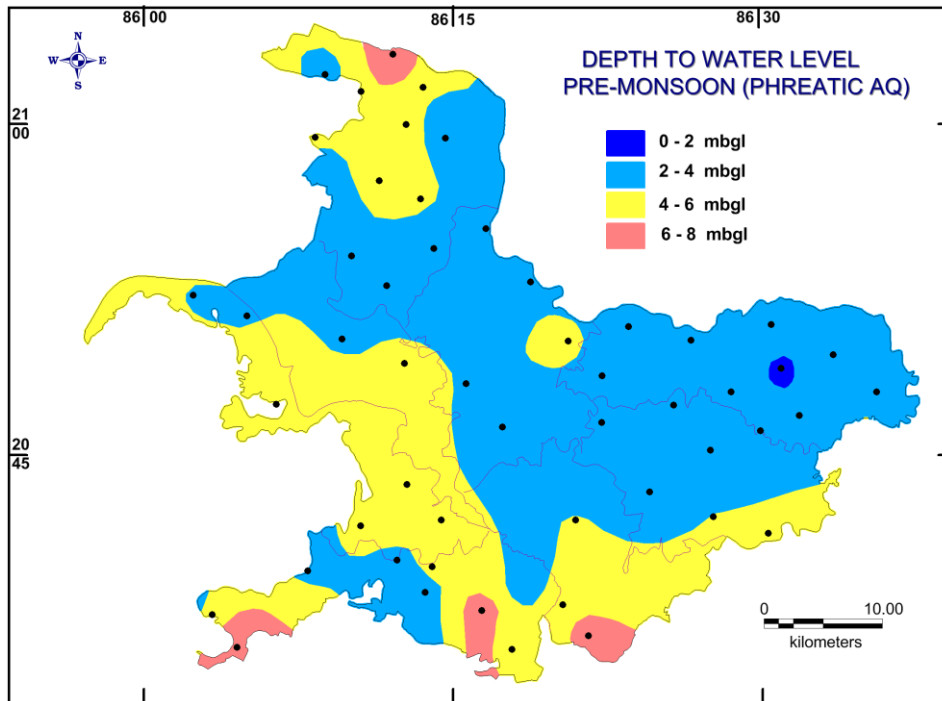 86 00
86 15
86 30
N
W E
S
DEPTH TO WATER LEVEL
PRE-MONSOON (PHREATIC AQ)
21
00
0 - 2 mbgl
2 - 4 mbgl
4 - 6 mbgl
6 - 8 mbgl
20
45
0 10.00
kilometers